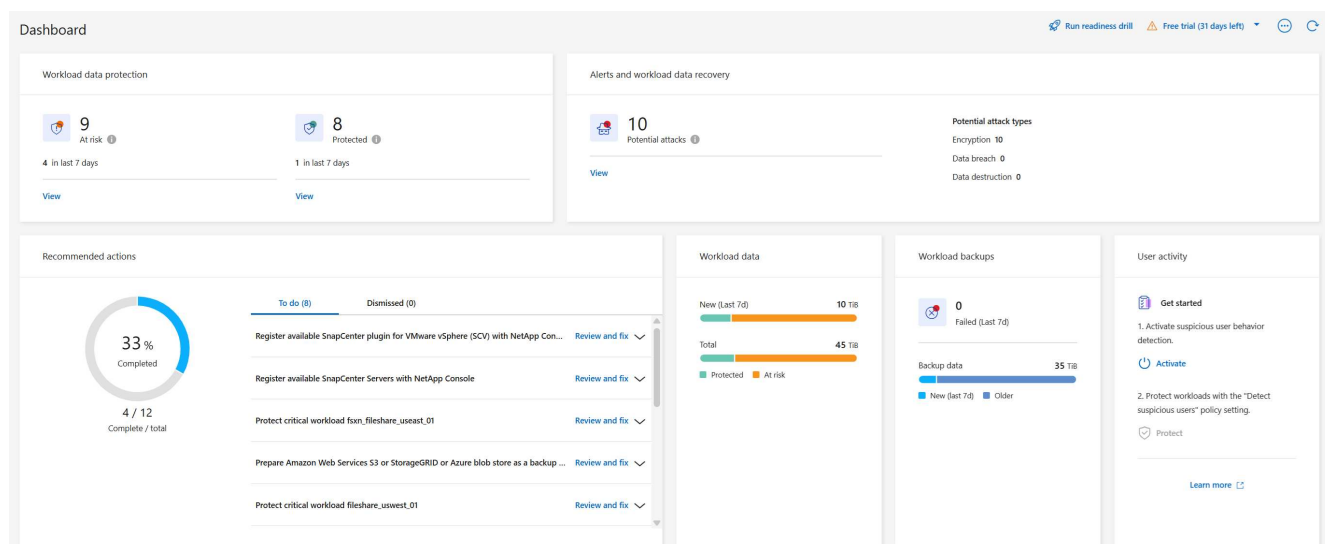 Dashboard
Run readiness drill
Free trial (31 days left)
Workload data protection
9
At risk
4 in last 7 days
View
8
Protected
1 in last 7 days
View
Alerts and workload data recovery
10
Potential attacks
View
Potential attack types
Encryption 10
Data breach 0
Data destruction 0
Recommended actions
33 %
Completed
4 / 12
Complete / total
To do (8)
Dismissed (0)
Register available SnapCenter plugin for VMware vSphere (SCV) with NetApp Con... Review and fix
Register available SnapCenter Servers with NetApp Console Review and fix
Protect critical workload fsxn_fileshare_useast_01 Review and fix
Prepare Amazon Web Services S3 or StorageGRID or Azure blob store as a backup ... Review and fix
Protect critical workload fileshare_uswest_01 Review and fix
Workload data
New (Last 7d) 10 TiB
Total 45 TiB
Protected At risk
Workload backups
0
Failed (Last 7d)
Backup data 35 TiB
New (last 7d) Older
User activity
Get started
1. Activate suspicious user behavior
detection.
Activate
2. Protect workloads with the "Detect
suspicious users" policy setting.
Protect
Learn more